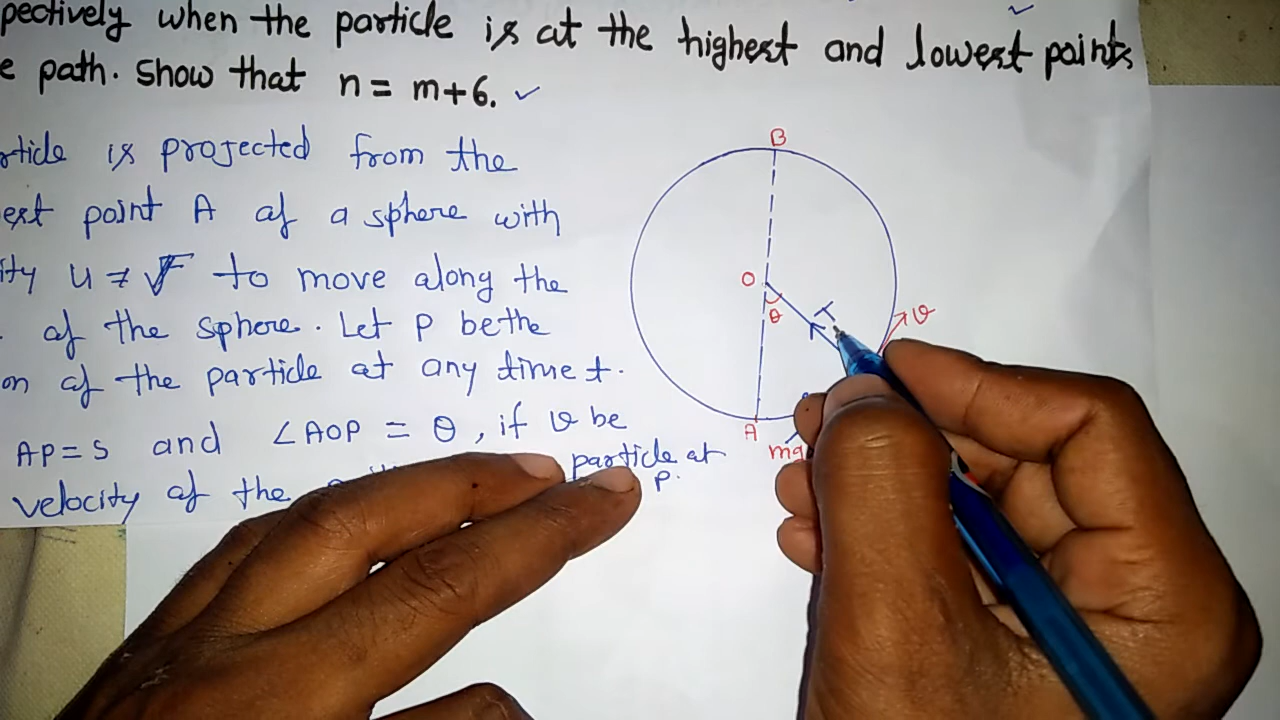 pectively when the particle is at the highest and lowest points
e path. Show that n = m+6.
rticle is projected from the
est point A of a sphere with
ity u = √ to move along the
of the sphere. Let P be the
on of the particle at any time t.
AP = S and ∠AOP = θ, if v be
velocity of the particle at
P.
B
O
θ
T
v
A
mg